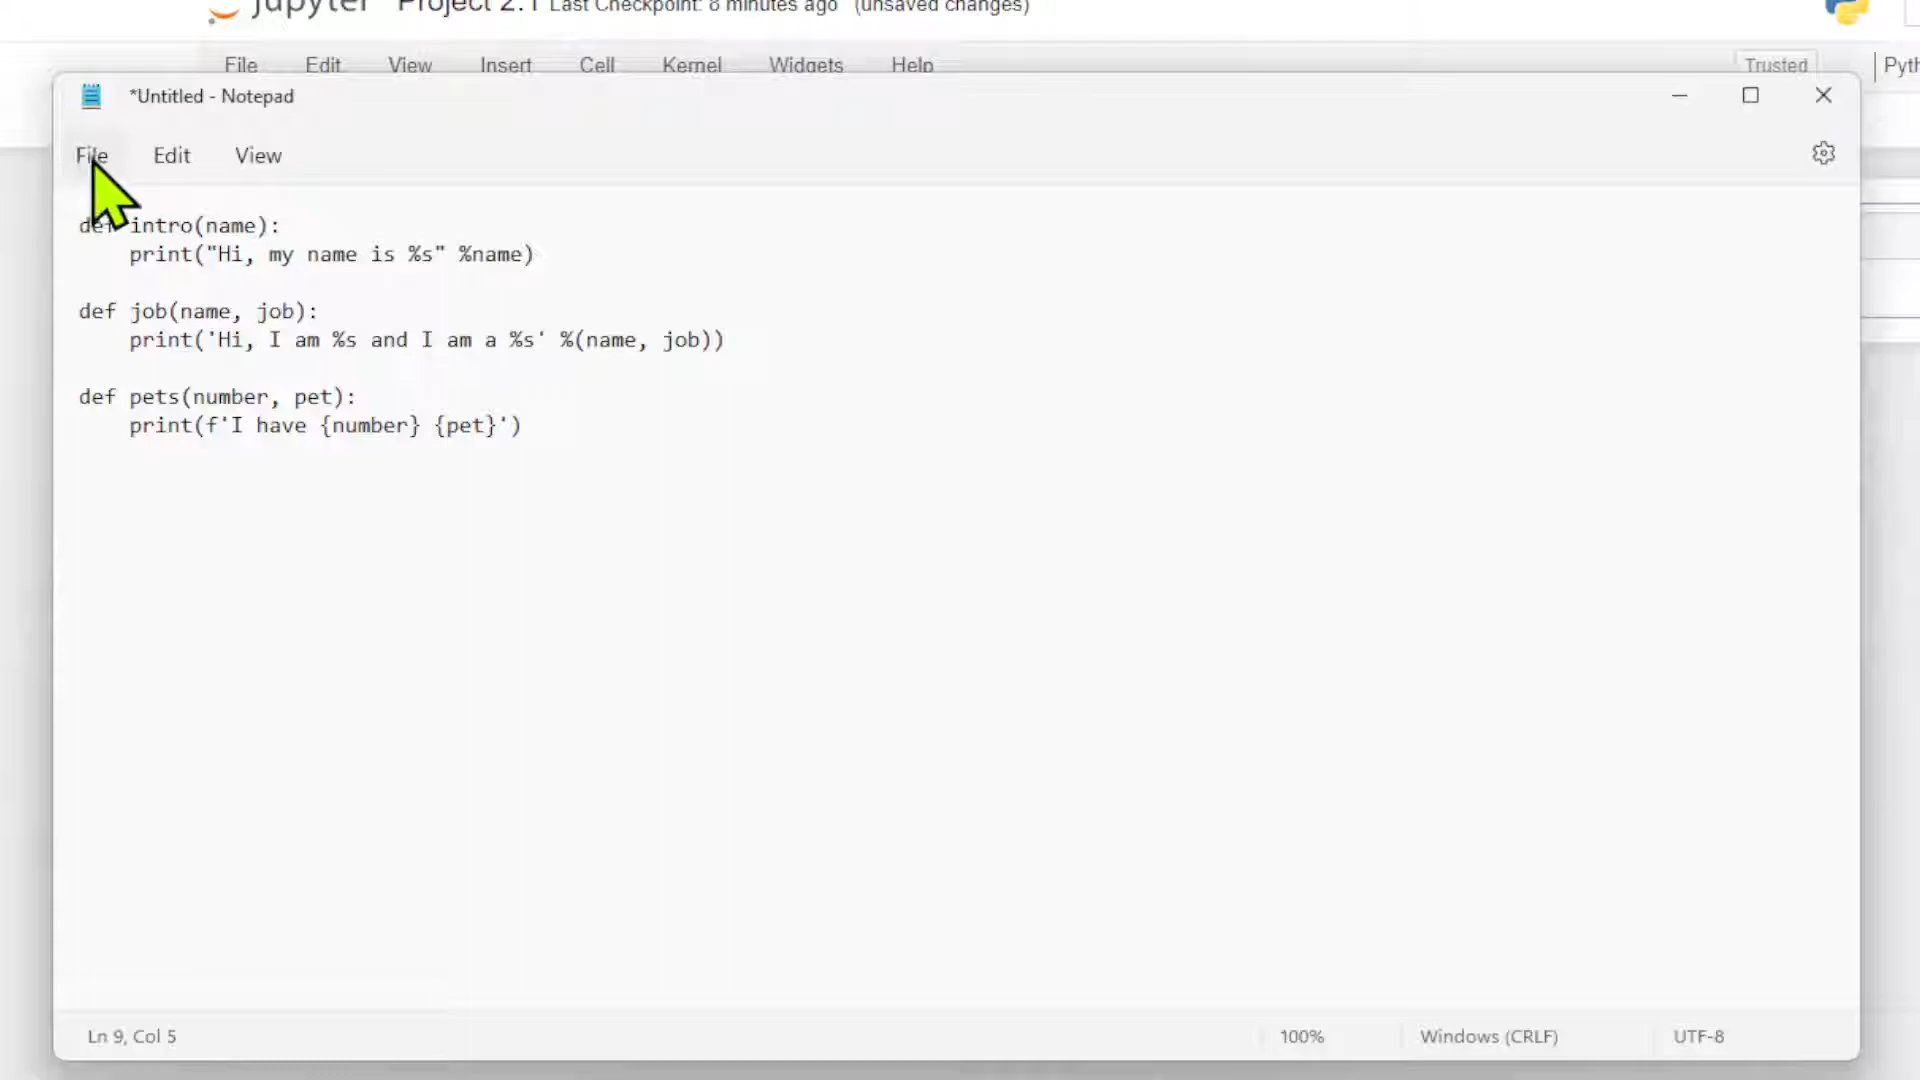 Jupyter Project 2.1 Last Checkpoint: 8 minutes ago (unsaved changes)
File Edit View Insert Cell Kernel Widgets Help Trusted
*Untitled - Notepad
File Edit View
def intro(name):
    print("Hi, my name is %s" %name)
def job(name, job):
    print('Hi, I am %s and I am a %s' %(name, job))
def pets(number, pet):
    print(f'I have {number} {pet}')
Ln 9, Col 5 100% Windows (CRLF) UTF-8